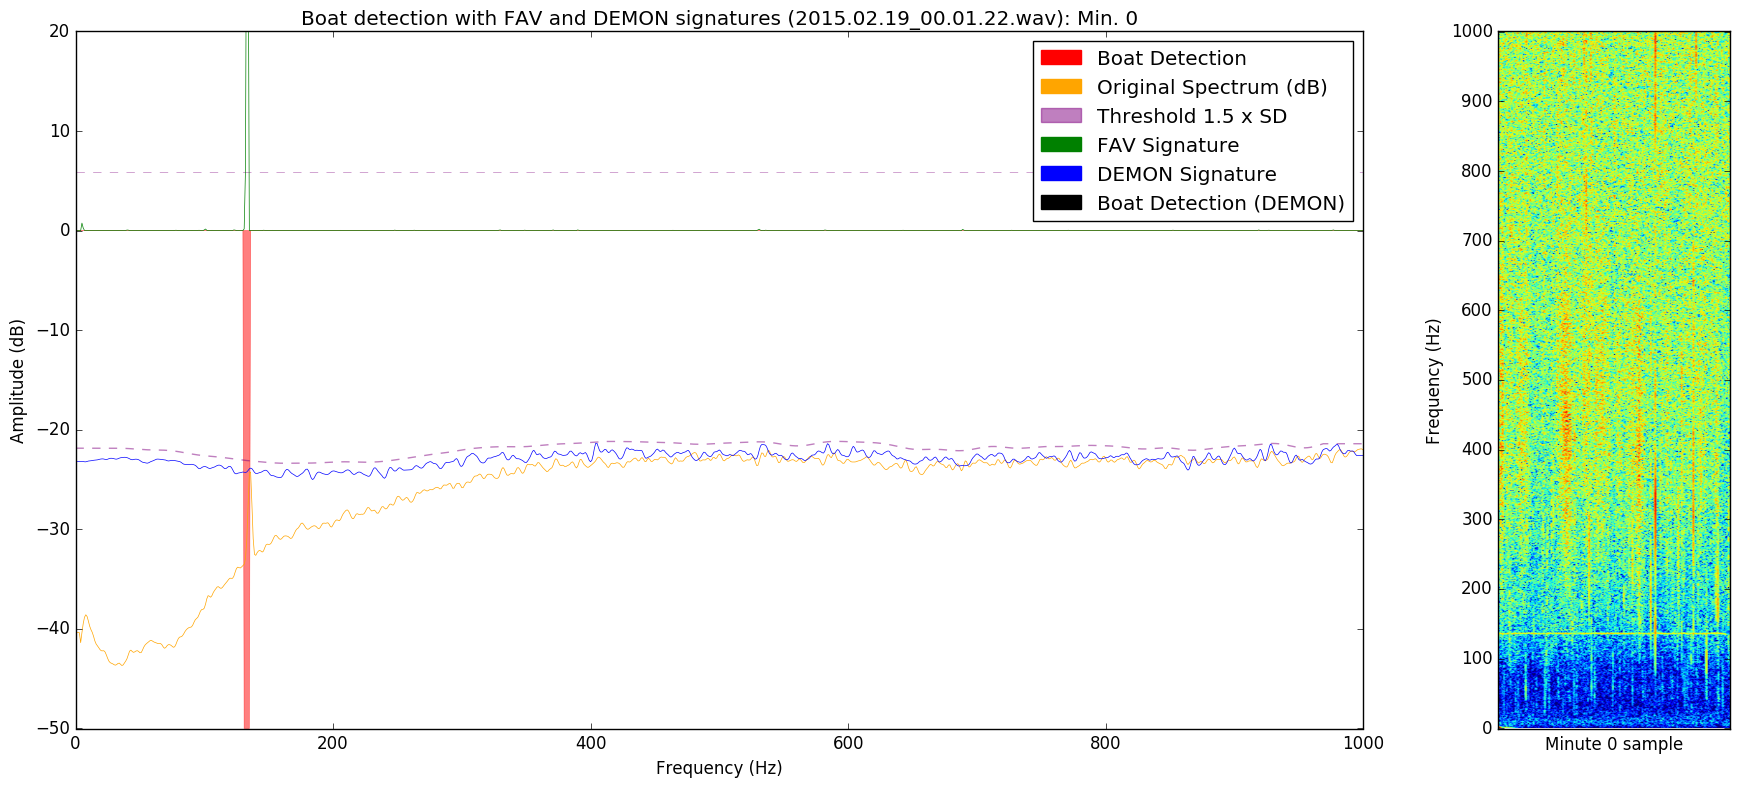 Boat detection with FAV and DEMON signatures (2015.02.19_00.01.22.wav): Min. 0
20
10
0
−10
−20
−30
−40
−50
Amplitude (dB)
0
200
400
600
800
1000
Frequency (Hz)
Boat Detection
Original Spectrum (dB)
Threshold 1.5 x SD
FAV Signature
DEMON Signature
Boat Detection (DEMON)
1000
900
800
700
600
500
400
300
200
100
0
Frequency (Hz)
Minute 0 sample